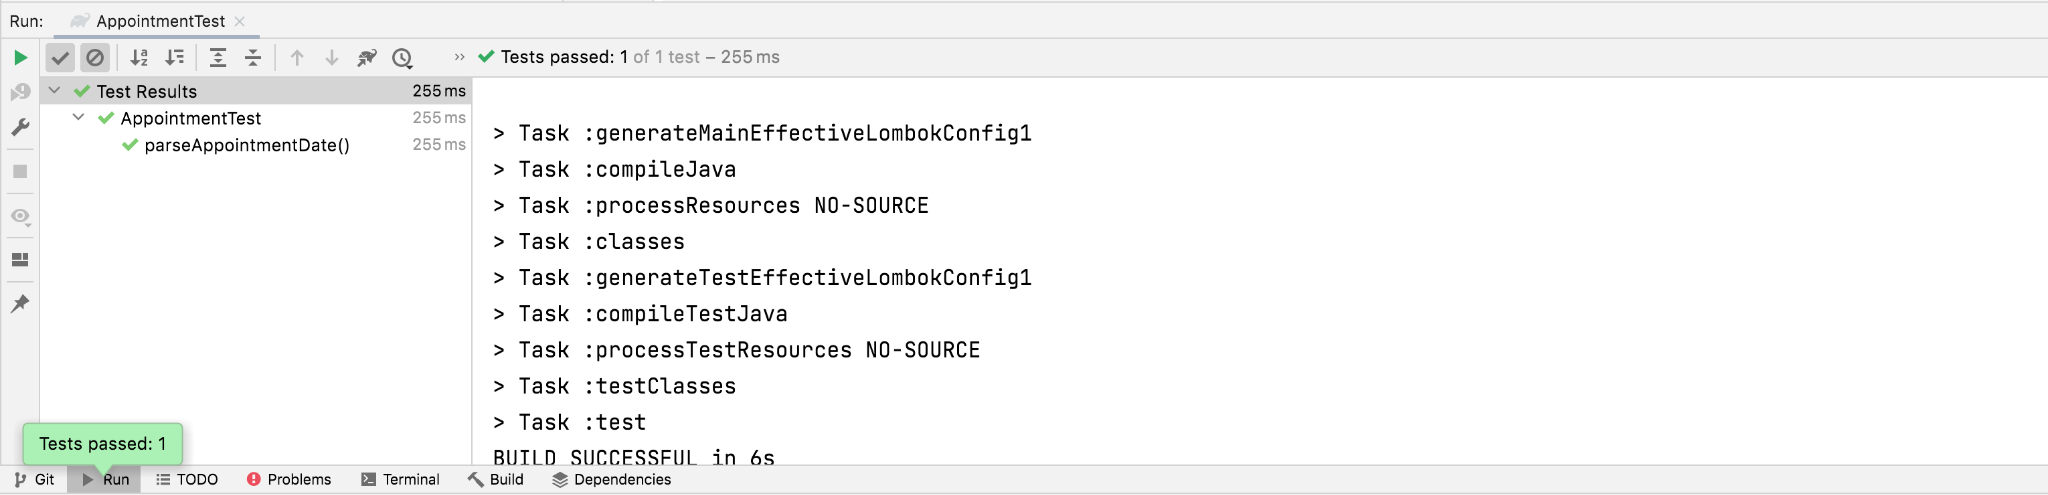 Run: AppointmentTest
Tests passed: 1 of 1 test – 255 ms
Test Results 255 ms
AppointmentTest 255 ms
parseAppointmentDate() 255 ms
> Task :generateMainEffectiveLombokConfig1
> Task :compileJava
> Task :processResources NO-SOURCE
> Task :classes
> Task :generateTestEffectiveLombokConfig1
> Task :compileTestJava
> Task :processTestResources NO-SOURCE
> Task :testClasses
> Task :test
BUILD SUCCESSFUL in 6s
Tests passed: 1
Git Run TODO Problems Terminal Build Dependencies